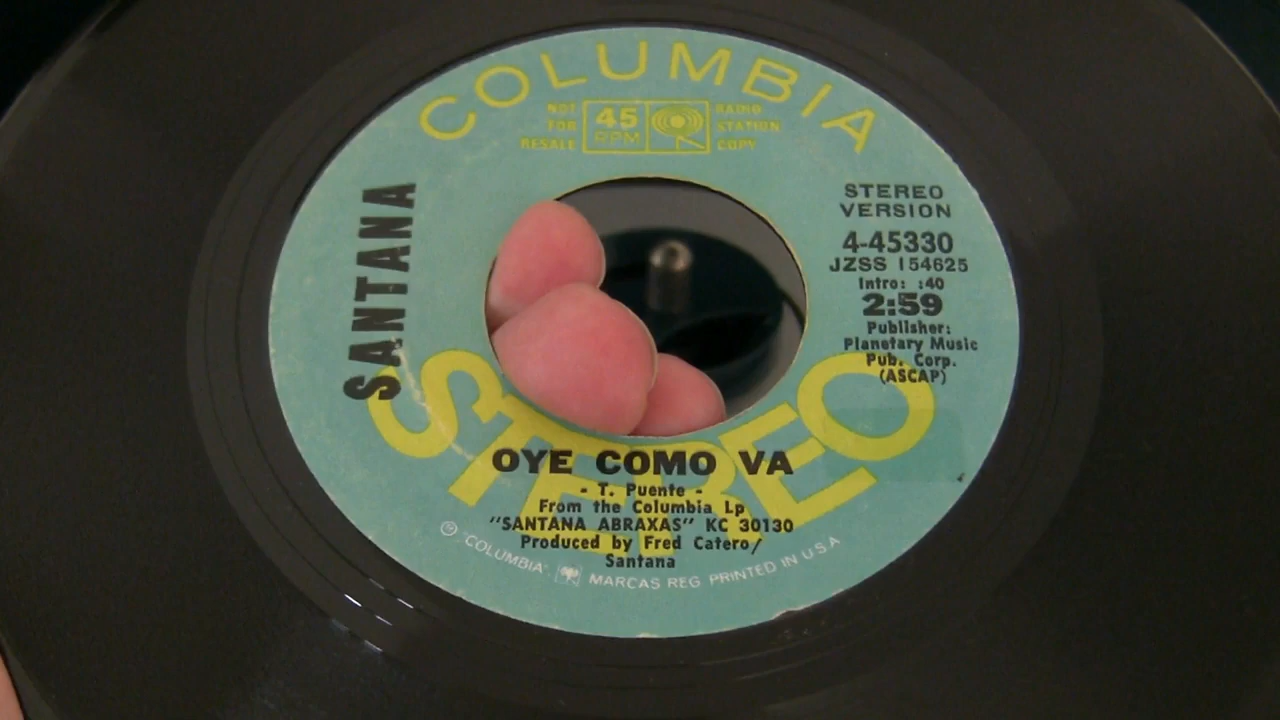 COLUMBIA
NOT
FOR
RESALE
45
RPM
RADIO
STATION
COPY
SANTANA
STEREO
VERSION
4-45330
JZSS 154625
Intro: :40
2:59
Publisher:
Planetary Music
Pub. Corp.
(ASCAP)
STEREO
OYE COMO VA
- T. Puente -
From the Columbia Lp
"SANTANA ABRAXAS" KC 30130
Produced by Fred Catero/
Santana
© "COLUMBIA", MARCAS REG PRINTED IN U.S.A